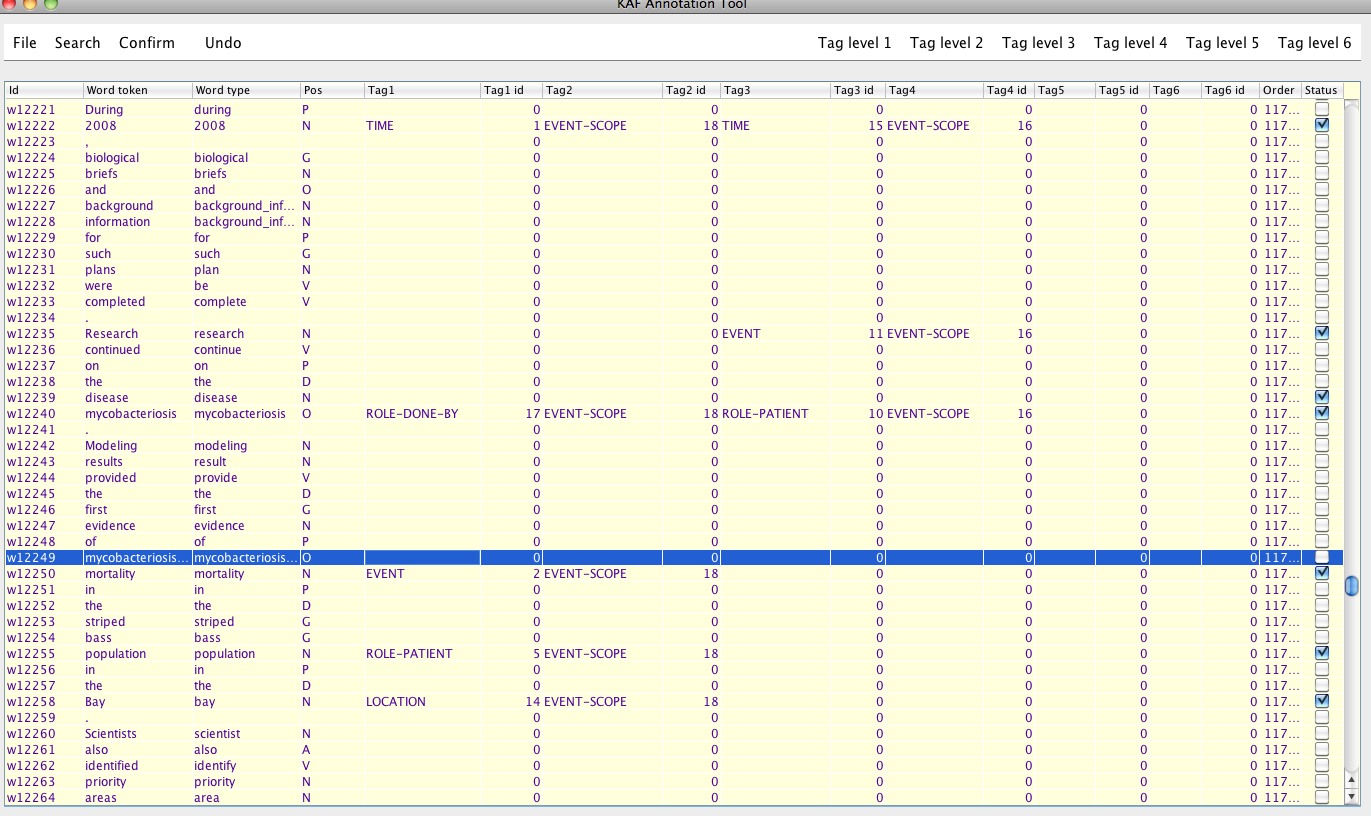 KAF Annotation Tool
File Search Confirm Undo Tag level 1 Tag level 2 Tag level 3 Tag level 4 Tag level 5 Tag level 6
Id Word token Word type Pos Tag1 Tag1 id Tag2 Tag2 id Tag3 Tag3 id Tag4 Tag4 id Tag5 Tag5 id Tag6 Tag6 id Order Status
w12221 During during P 0 0 0 0 0 0 117...
w12222 2008 2008 N TIME 1 EVENT-SCOPE 18 TIME 15 EVENT-SCOPE 16 0 0 117...
w12223 , 0 0 0 0 0 0 117...
w12224 biological biological G 0 0 0 0 0 0 117...
w12225 briefs briefs N 0 0 0 0 0 0 117...
w12226 and and O 0 0 0 0 0 0 117...
w12227 background background_inf... N 0 0 0 0 0 0 117...
w12228 information background_inf... N 0 0 0 0 0 0 117...
w12229 for for P 0 0 0 0 0 0 117...
w12230 such such G 0 0 0 0 0 0 117...
w12231 plans plan N 0 0 0 0 0 0 117...
w12232 were be V 0 0 0 0 0 0 117...
w12233 completed complete V 0 0 0 0 0 0 117...
w12234 . 0 0 0 0 0 0 117...
w12235 Research research N 0 0 EVENT 11 EVENT-SCOPE 16 0 0 117...
w12236 continued continue V 0 0 0 0 0 0 117...
w12237 on on P 0 0 0 0 0 0 117...
w12238 the the D 0 0 0 0 0 0 117...
w12239 disease disease N 0 0 0 0 0 0 117...
w12240 mycobacteriosis mycobacteriosis O ROLE-DONE-BY 17 EVENT-SCOPE 18 ROLE-PATIENT 10 EVENT-SCOPE 16 0 0 117...
w12241 . 0 0 0 0 0 0 117...
w12242 Modeling modeling N 0 0 0 0 0 0 117...
w12243 results result N 0 0 0 0 0 0 117...
w12244 provided provide V 0 0 0 0 0 0 117...
w12245 the the D 0 0 0 0 0 0 117...
w12246 first first G 0 0 0 0 0 0 117...
w12247 evidence evidence N 0 0 0 0 0 0 117...
w12248 of of P 0 0 0 0 0 0 117...
w12249 mycobacteriosis... mycobacteriosis... O 0 0 0 0 0 0 117...
w12250 mortality mortality N EVENT 2 EVENT-SCOPE 18 0 0 0 0 117...
w12251 in in P 0 0 0 0 0 0 117...
w12252 the the D 0 0 0 0 0 0 117...
w12253 striped striped G 0 0 0 0 0 0 117...
w12254 bass bass G 0 0 0 0 0 0 117...
w12255 population population N ROLE-PATIENT 5 EVENT-SCOPE 18 0 0 0 0 117...
w12256 in in P 0 0 0 0 0 0 117...
w12257 the the D 0 0 0 0 0 0 117...
w12258 Bay bay N LOCATION 14 EVENT-SCOPE 18 0 0 0 0 117...
w12259 . 0 0 0 0 0 0 117...
w12260 Scientists scientist N 0 0 0 0 0 0 117...
w12261 also also A 0 0 0 0 0 0 117...
w12262 identified identify V 0 0 0 0 0 0 117...
w12263 priority priority N 0 0 0 0 0 0 117...
w12264 areas area N 0 0 0 0 0 0 117...